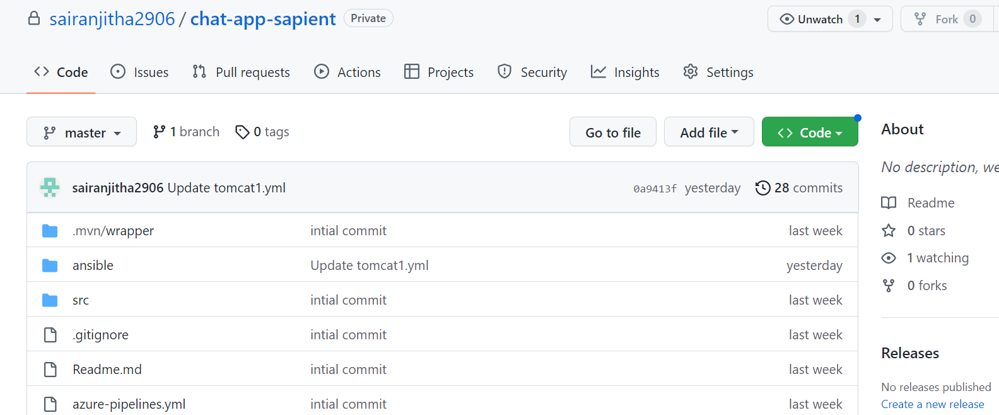 sairanjitha2906 / chat-app-sapient Private Unwatch 1 Fork 0
Code Issues Pull requests Actions Projects Security Insights Settings
master 1 branch 0 tags Go to file Add file Code
sairanjitha2906 Update tomcat1.yml 0a9413f yesterday 28 commits
.mvn/wrapper intial commit last week
ansible Update tomcat1.yml yesterday
src intial commit last week
.gitignore intial commit last week
Readme.md intial commit last week
azure-pipelines.yml intial commit last week
About
No description, we
Readme
0 stars
1 watching
0 forks
Releases
No releases published
Create a new release